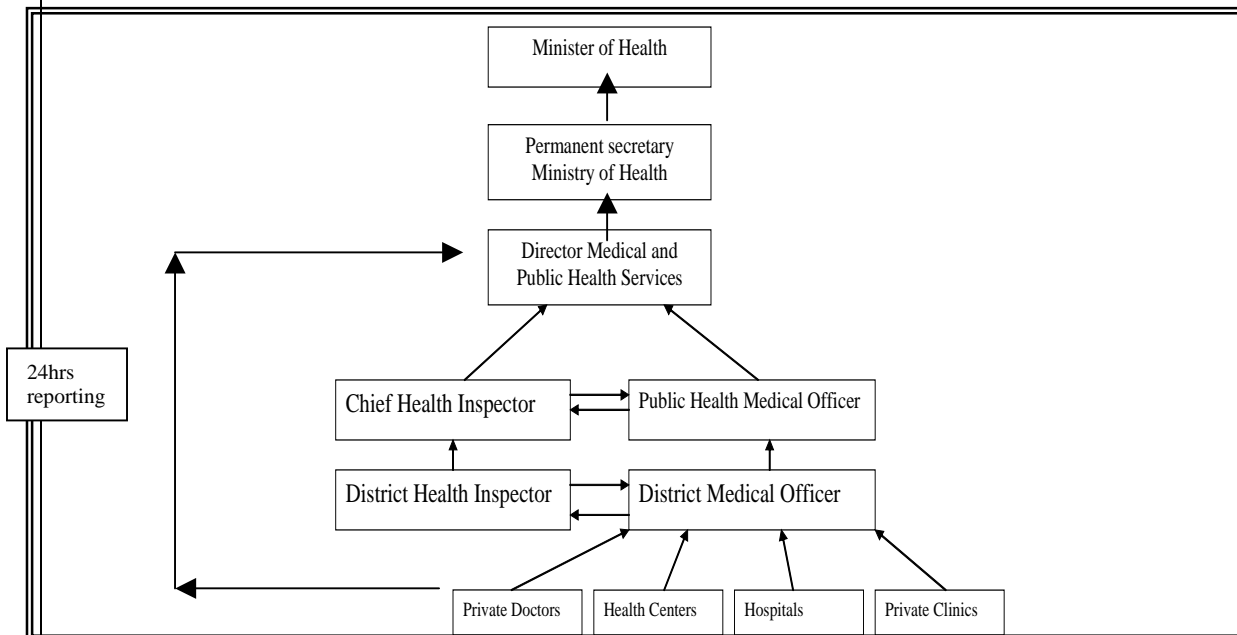 Minister of Health
Permanent secretary
Ministry of Health
Director Medical and
Public Health Services
24hrs
reporting
Chief Health Inspector
Public Health Medical Officer
District Health Inspector
District Medical Officer
Private Doctors
Health Centers
Hospitals
Private Clinics